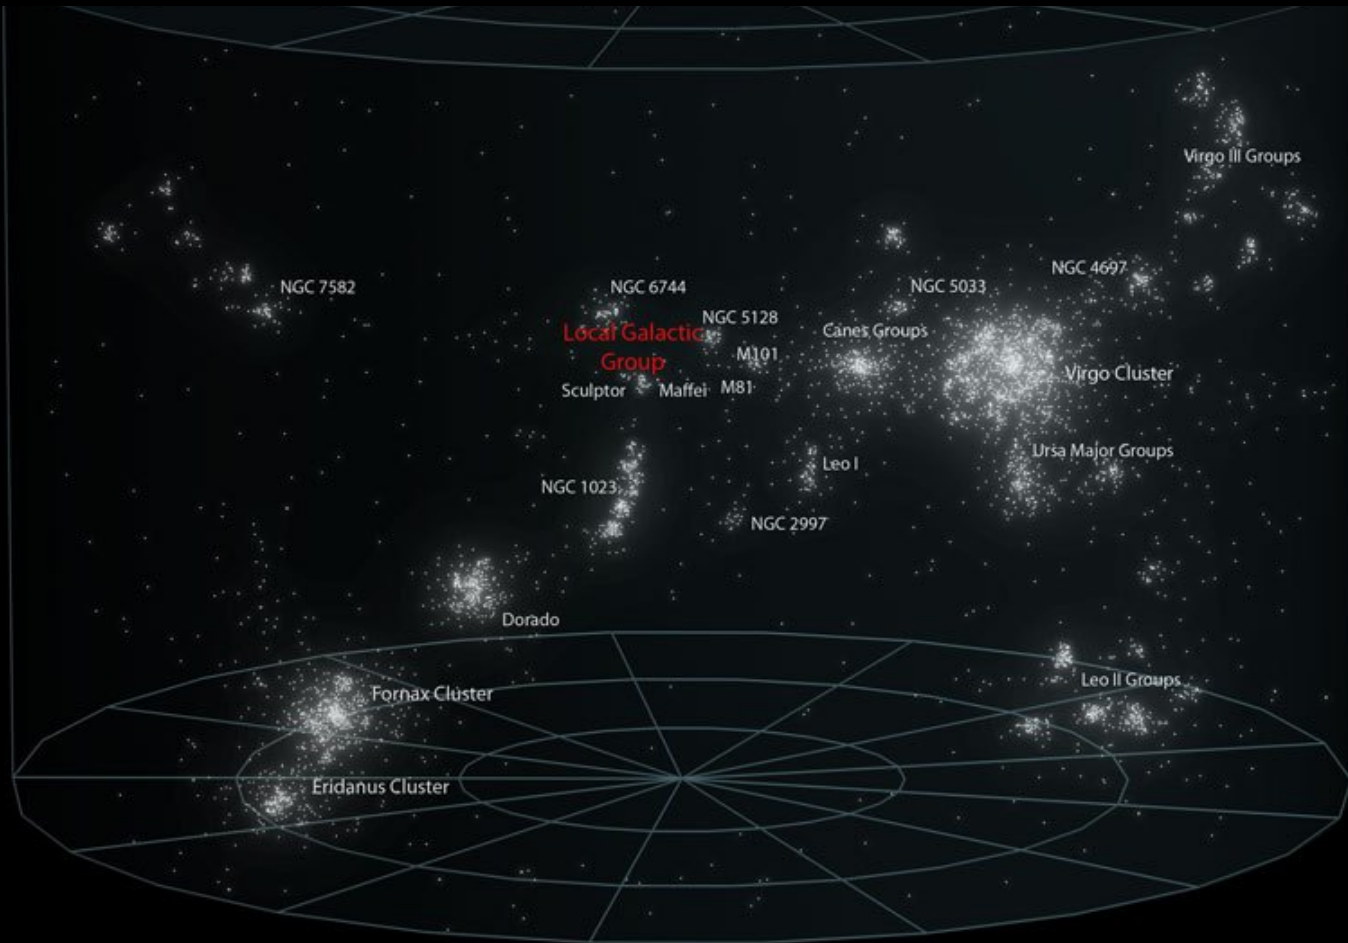 Virgo III Groups
NGC 4697
NGC 7582
NGC 6744
NGC 5033
NGC 5128
Local Galactic
Group
Canes Groups
M101
Virgo Cluster
Sculptor
Maffei
M81
Ursa Major Groups
Leo I
NGC 1023
NGC 2997
Dorado
Leo II Groups
Fornax Cluster
Eridanus Cluster